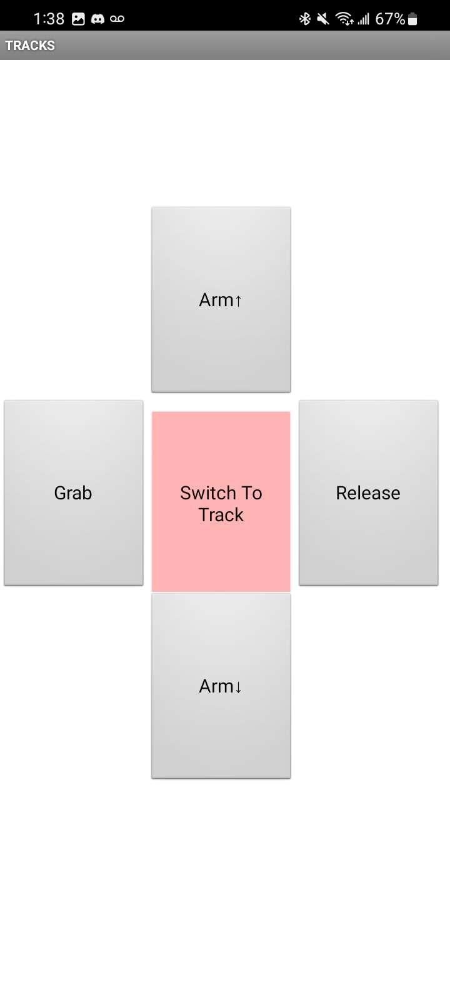 1:38
67%
TRACKS
Arm↑
Grab
Switch To
Track
Release
Arm↓